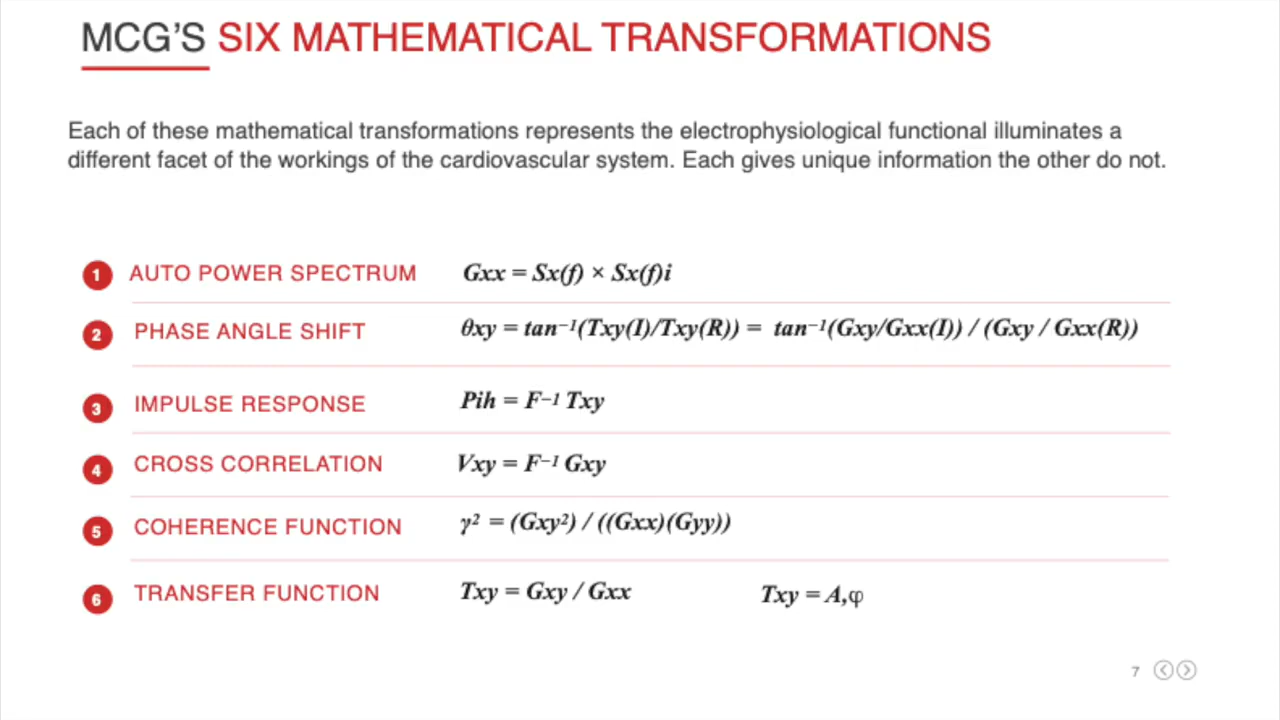 MCG'S SIX MATHEMATICAL TRANSFORMATIONS
Each of these mathematical transformations represents the electrophysiological functional illuminates a
different facet of the workings of the cardiovascular system. Each gives unique information the other do not.
1 AUTO POWER SPECTRUM Gxx = Sx(f) × Sx(f)i
2 PHASE ANGLE SHIFT θxy = tan⁻¹(Txy(I)/Txy(R)) = tan⁻¹(Gxy/Gxx(I)) / (Gxy / Gxx(R))
3 IMPULSE RESPONSE Pih = F⁻¹ Txy
4 CROSS CORRELATION Vxy = F⁻¹ Gxy
5 COHERENCE FUNCTION γ² = (Gxy²) / ((Gxx)(Gyy))
6 TRANSFER FUNCTION Txy = Gxy / Gxx Txy = A,φ
7